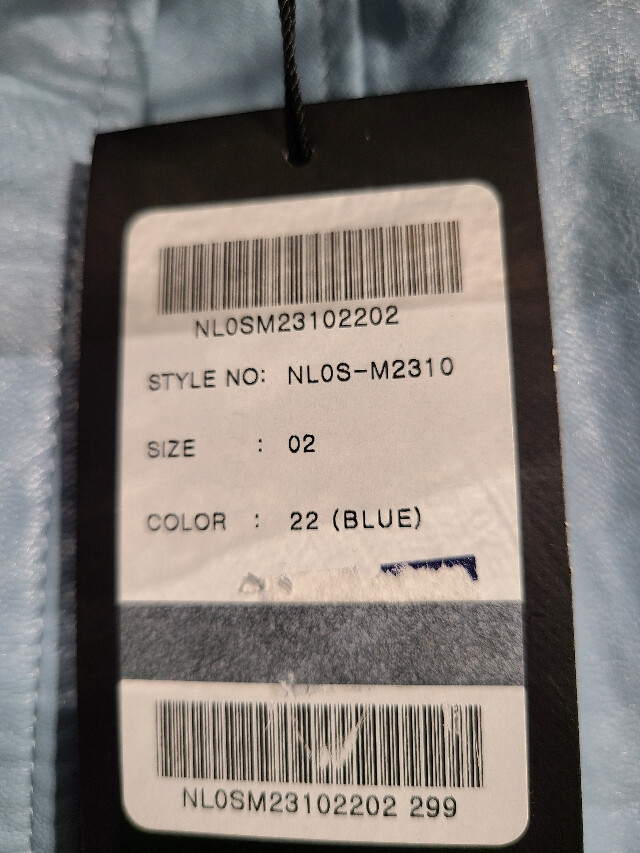 NL0SM23102202
STYLE NO: NL0S-M2310
SIZE : 02
COLOR : 22 (BLUE)
NL0SM23102202 299